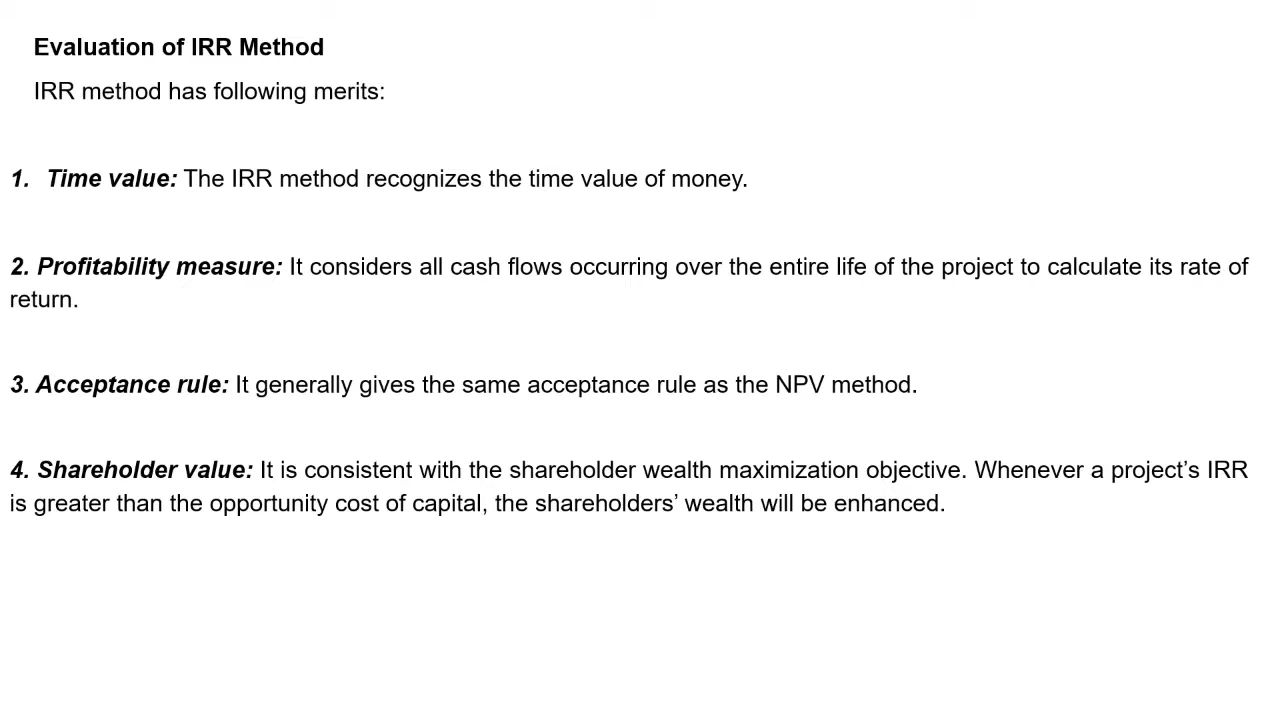 Evaluation of IRR Method
IRR method has following merits:
1. Time value: The IRR method recognizes the time value of money.
2. Profitability measure: It considers all cash flows occurring over the entire life of the project to calculate its rate of
return.
3. Acceptance rule: It generally gives the same acceptance rule as the NPV method.
4. Shareholder value: It is consistent with the shareholder wealth maximization objective. Whenever a project’s IRR
is greater than the opportunity cost of capital, the shareholders’ wealth will be enhanced.